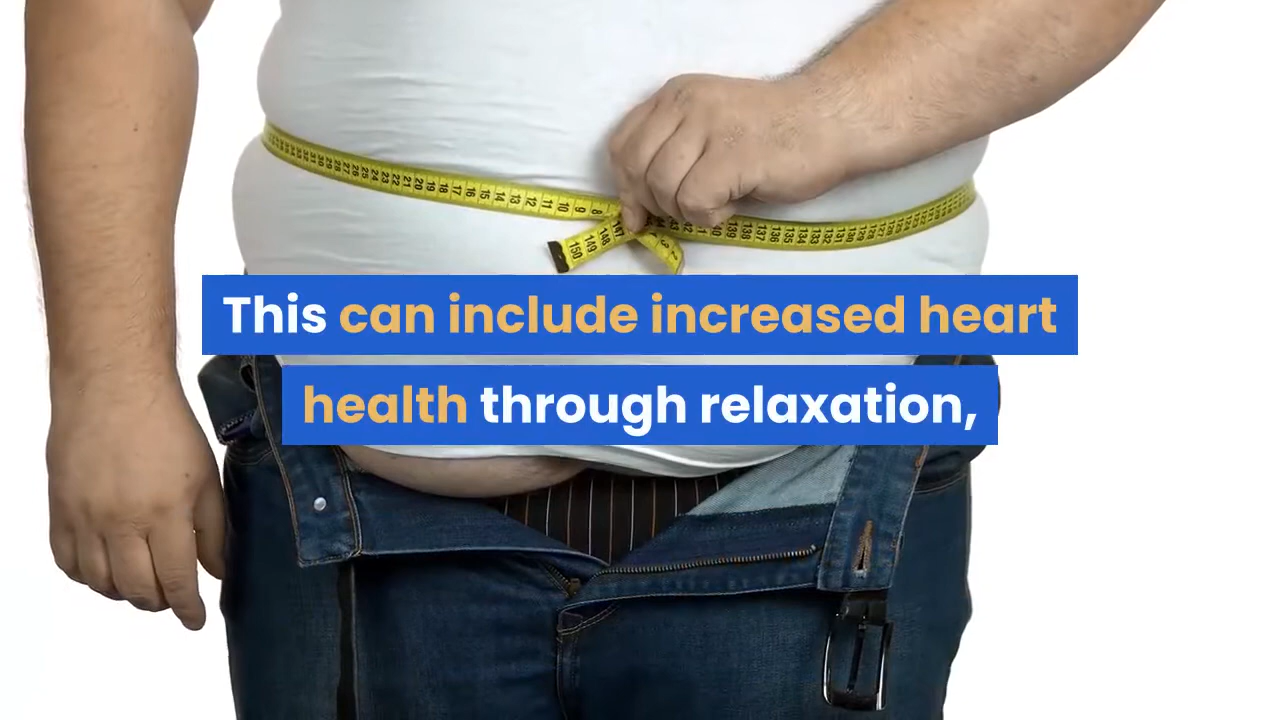 This can include increased heart
health through relaxation,